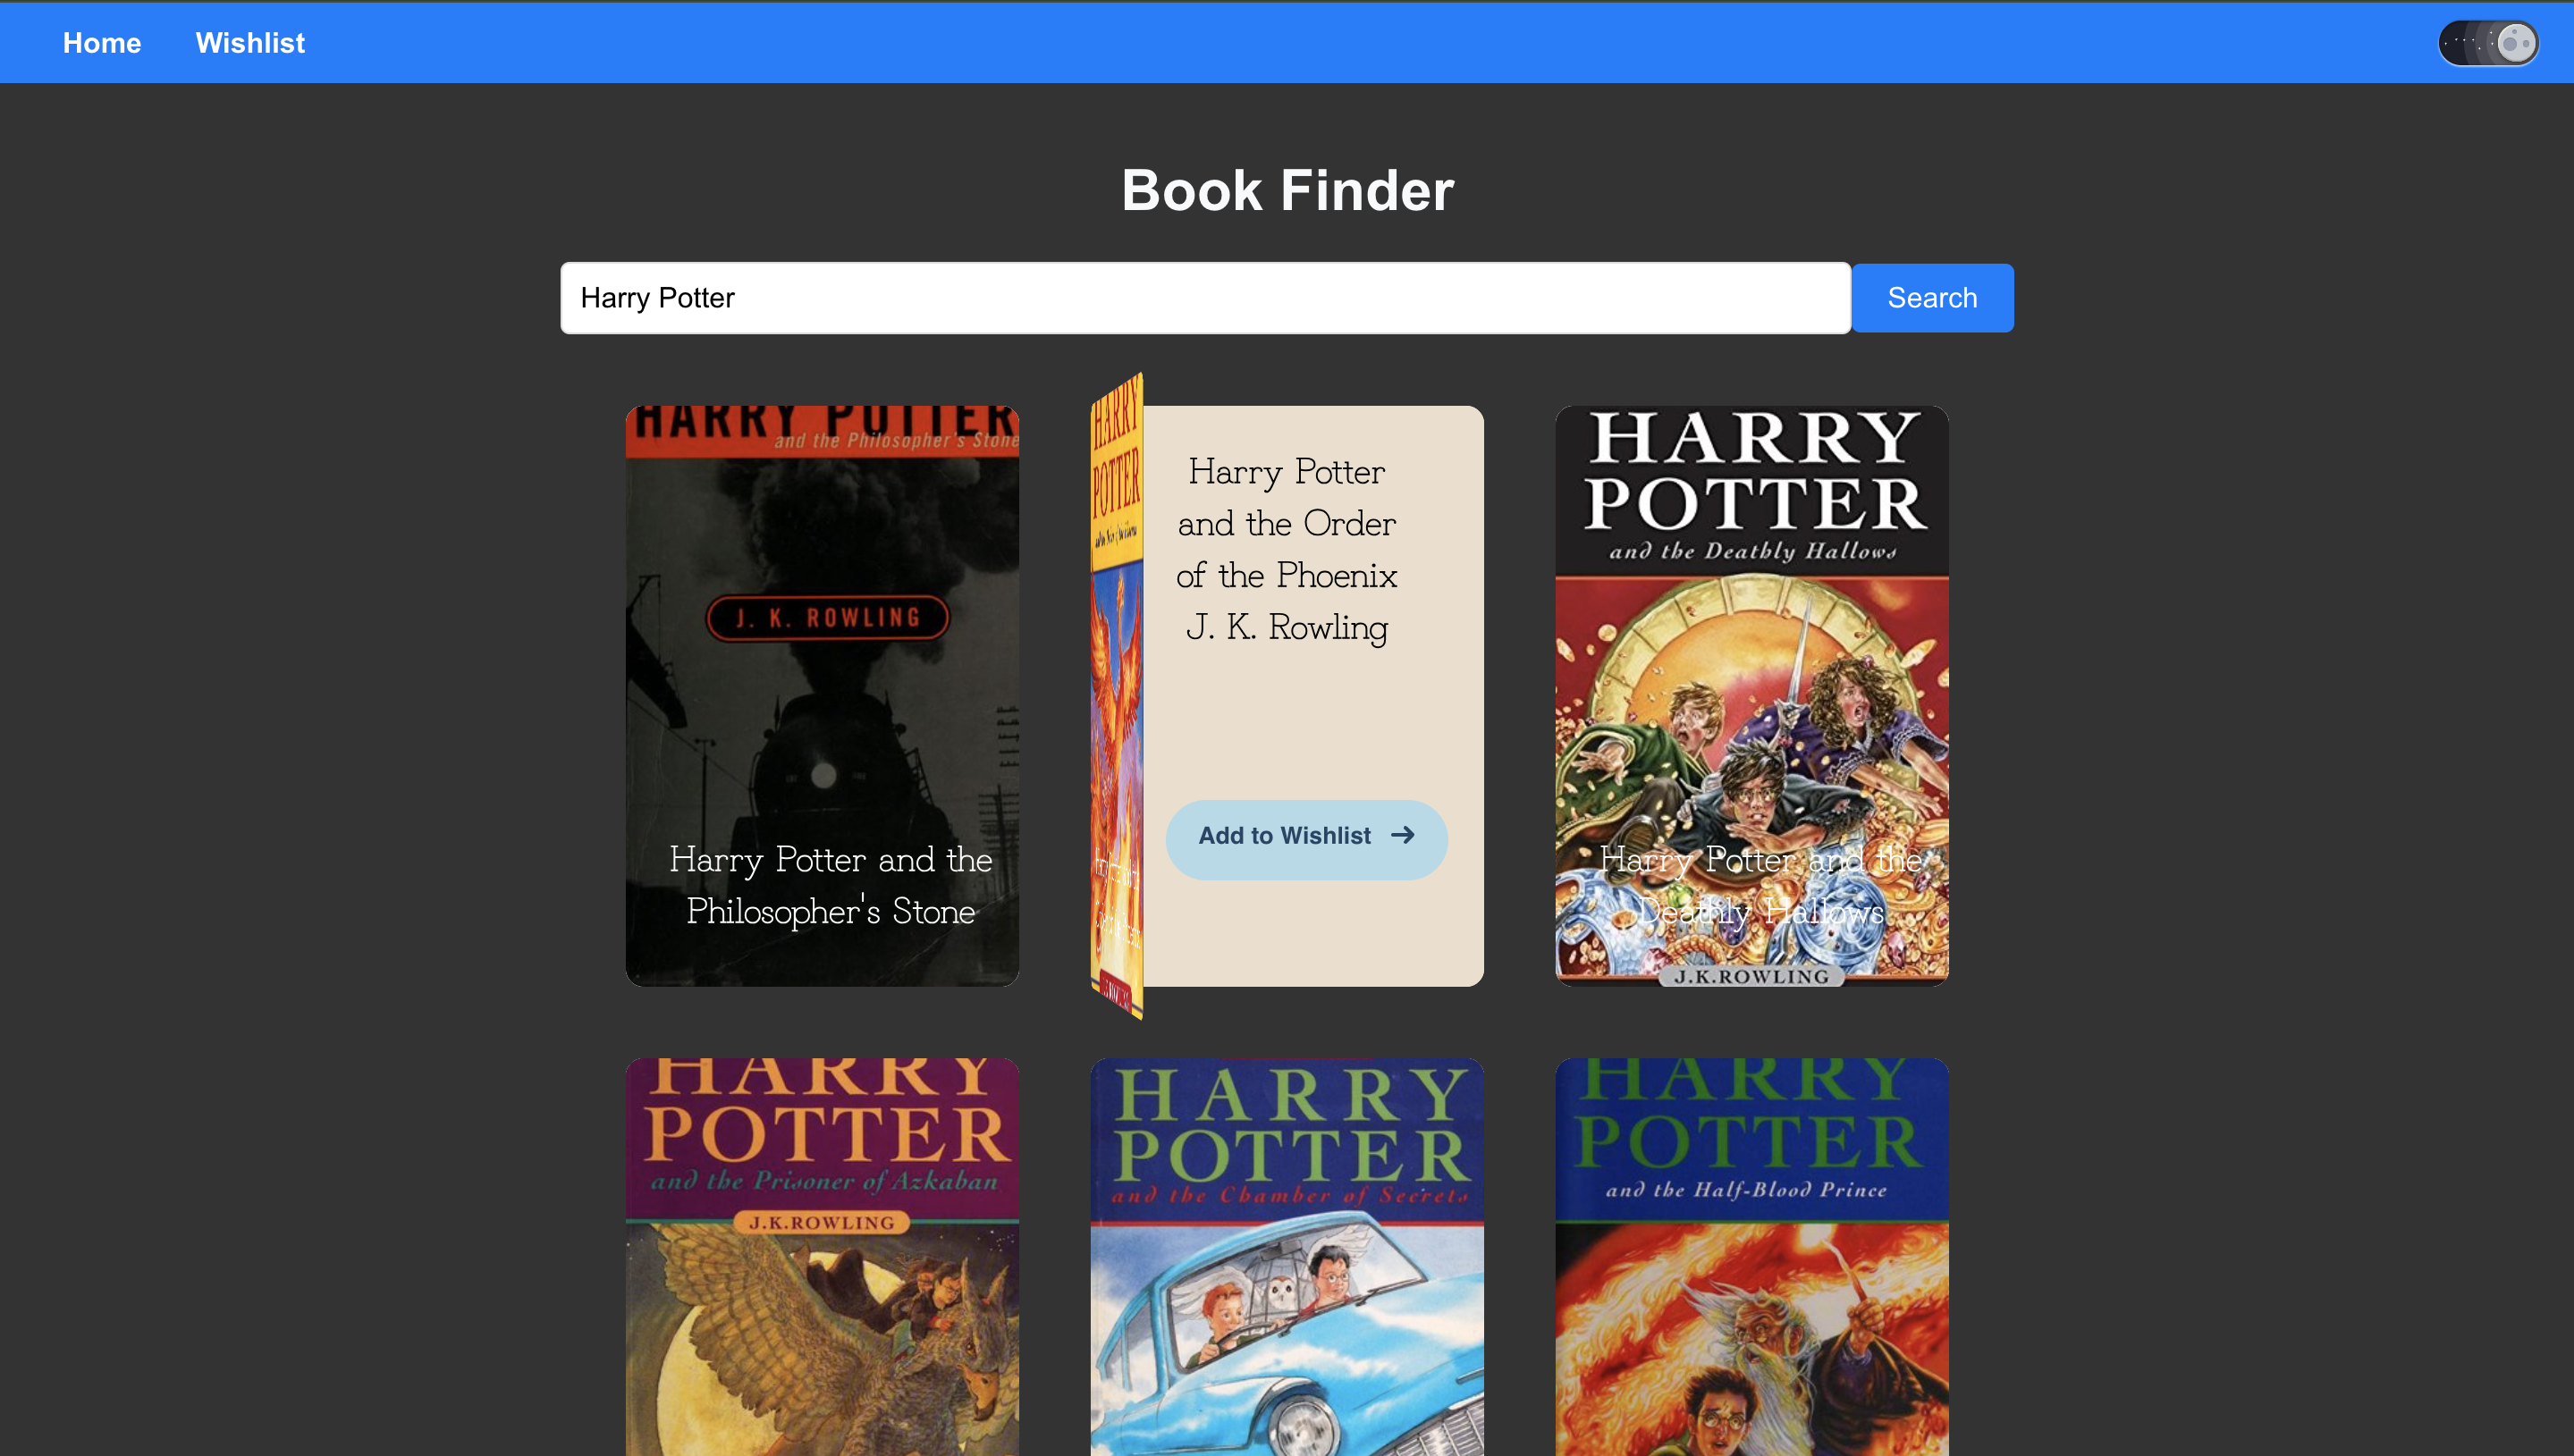 Home Wishlist
Book Finder
Harry Potter Search
HARRY POTTER
and the Philosopher's Stone
J. K. ROWLING
Harry Potter and the
Philosopher's Stone
HARRY
POTTER
Harry Potter
and the Order
of the Phoenix
J. K. Rowling
Add to Wishlist →
HARRY
POTTER
and the Deathly Hallows
Harry Potter and the
Deathly Hallows
J.K.ROWLING
HARRY
POTTER
and the Prisoner of Azkaban
J.K.ROWLING
HARRY
POTTER
and the Chamber of Secrets
HARRY
POTTER
and the Half-Blood Prince